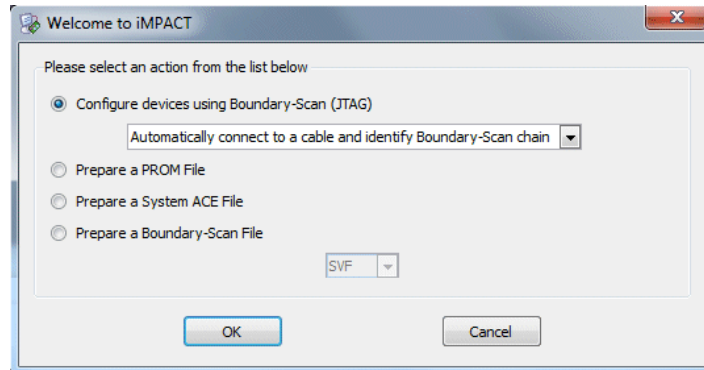 Welcome to iMPACT
Please select an action from the list below
Configure devices using Boundary-Scan (JTAG)
Automatically connect to a cable and identify Boundary-Scan chain
Prepare a PROM File
Prepare a System ACE File
Prepare a Boundary-Scan File
SVF
OK Cancel